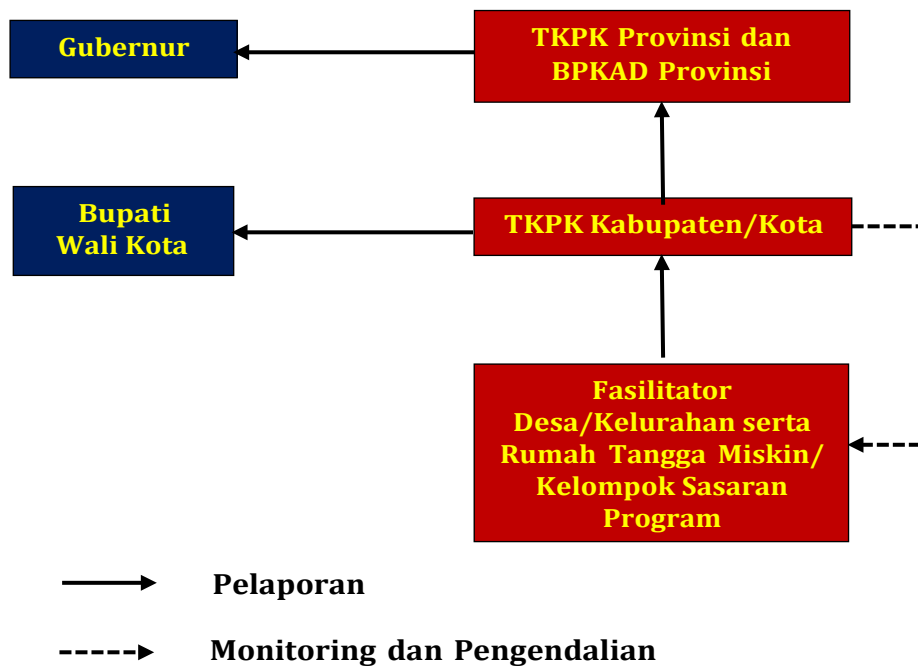 Gubernur
TKPK Provinsi dan
BPKAD Provinsi
Bupati
Wali Kota
TKPK Kabupaten/Kota
Fasilitator
Desa/Kelurahan serta
Rumah Tangga Miskin/
Kelompok Sasaran
Program
Pelaporan
Monitoring dan Pengendalian